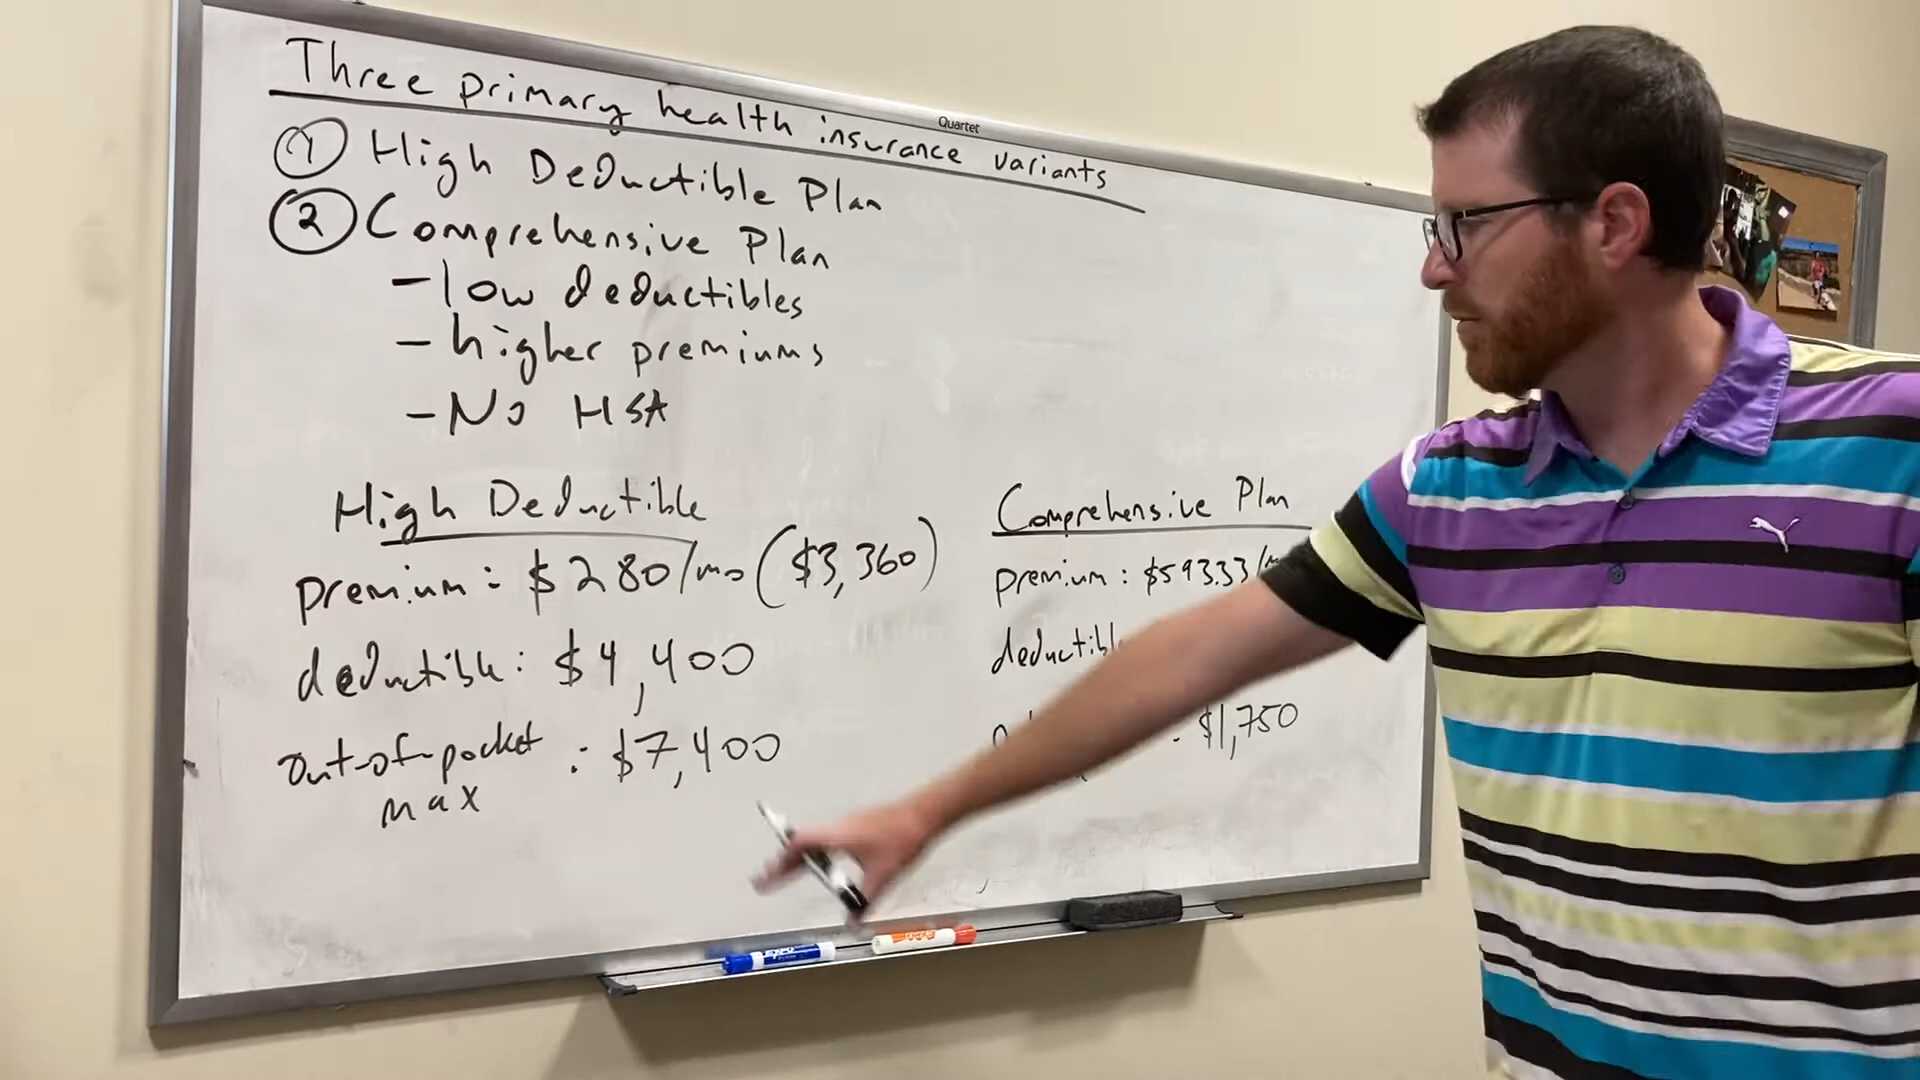 Quartet
Three primary health insurance variants
1 High Deductible Plan
2 Comprehensive Plan
- low deductibles
- higher premiums
- No HSA
High Deductible
premium: $280/mo ($3,360)
deductible: $4,400
out-of-pocket max : $7,400
Comprehensive Plan
premium: $593.33/m
deductibl
: $1,750
EXPO